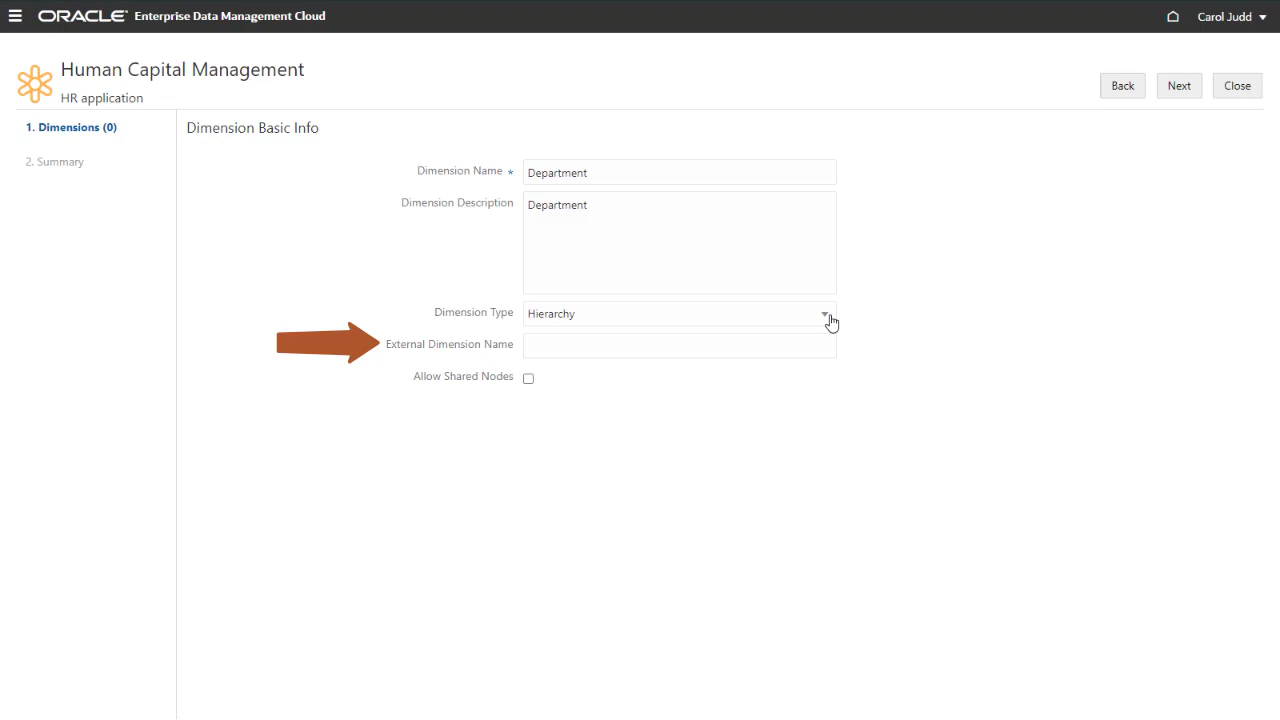 ORACLE® Enterprise Data Management Cloud
Carol Judd
Human Capital Management
HR application
Back
Next
Close
1. Dimensions (0)
2. Summary
Dimension Basic Info
Dimension Name * Department
Dimension Description Department
Dimension Type Hierarchy
External Dimension Name
Allow Shared Nodes